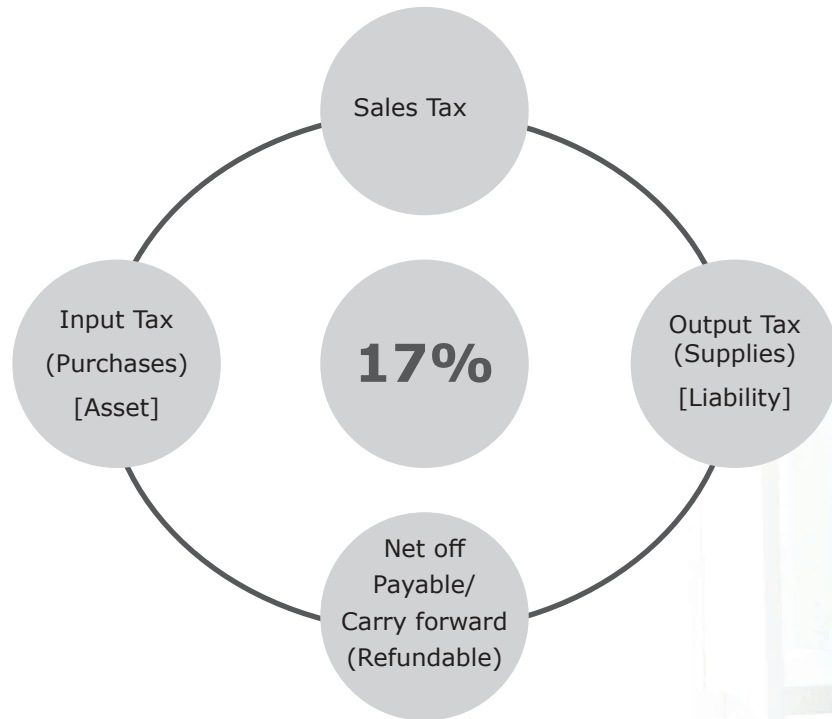 Sales Tax
Input Tax
(Purchases)
[Asset]
17%
Output Tax
(Supplies)
[Liability]
Net off
Payable/
Carry forward
(Refundable)